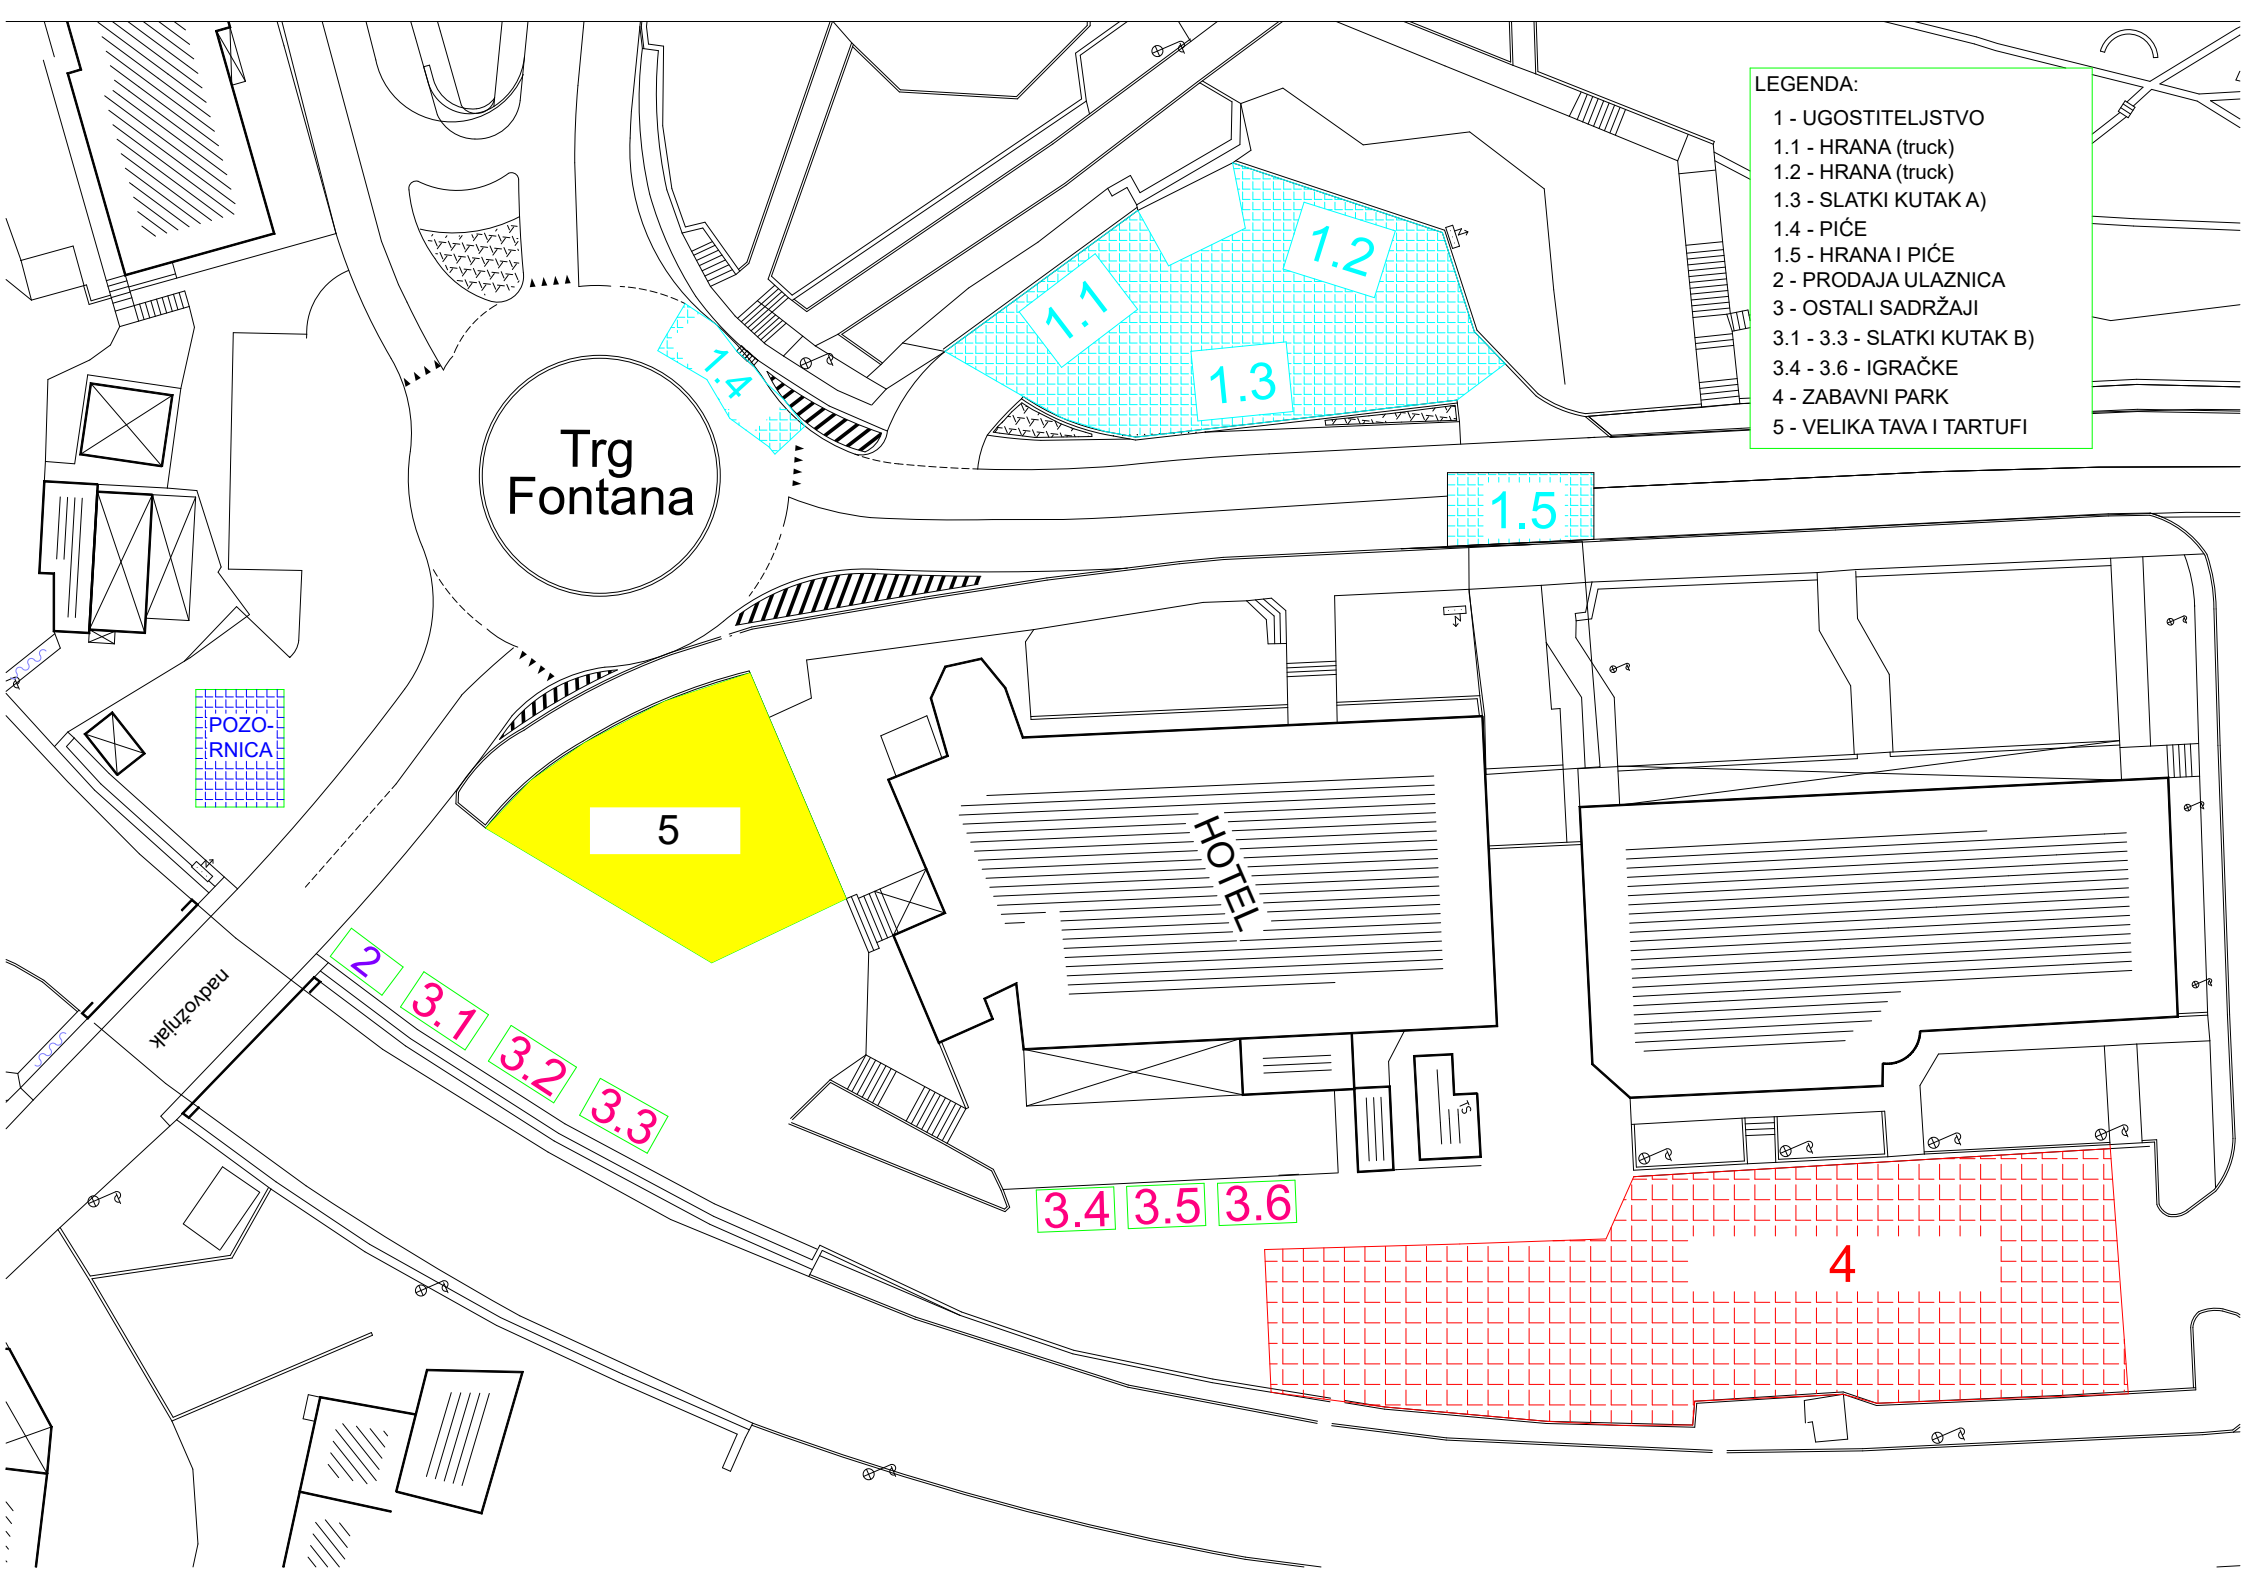 LEGENDA:
1 - UGOSTITELJSTVO
1.1 - HRANA (truck)
1.2 - HRANA (truck)
1.3 - SLATKI KUTAK A)
1.4 - PIĆE
1.5 - HRANA I PIĆE
2 - PRODAJA ULAZNICA
3 - OSTALI SADRŽAJI
3.1 - 3.3 - SLATKI KUTAK B)
3.4 - 3.6 - IGRAČKE
4 - ZABAVNI PARK
5 - VELIKA TAVA I TARTUFI
1.2
1.1
1.3
1.4
Trg
Fontana
1.5
POZO-
RNICA
5
HOTEL
2
3.1
3.2
3.3
nadvožnjak
TS
3.4
3.5
3.6
4